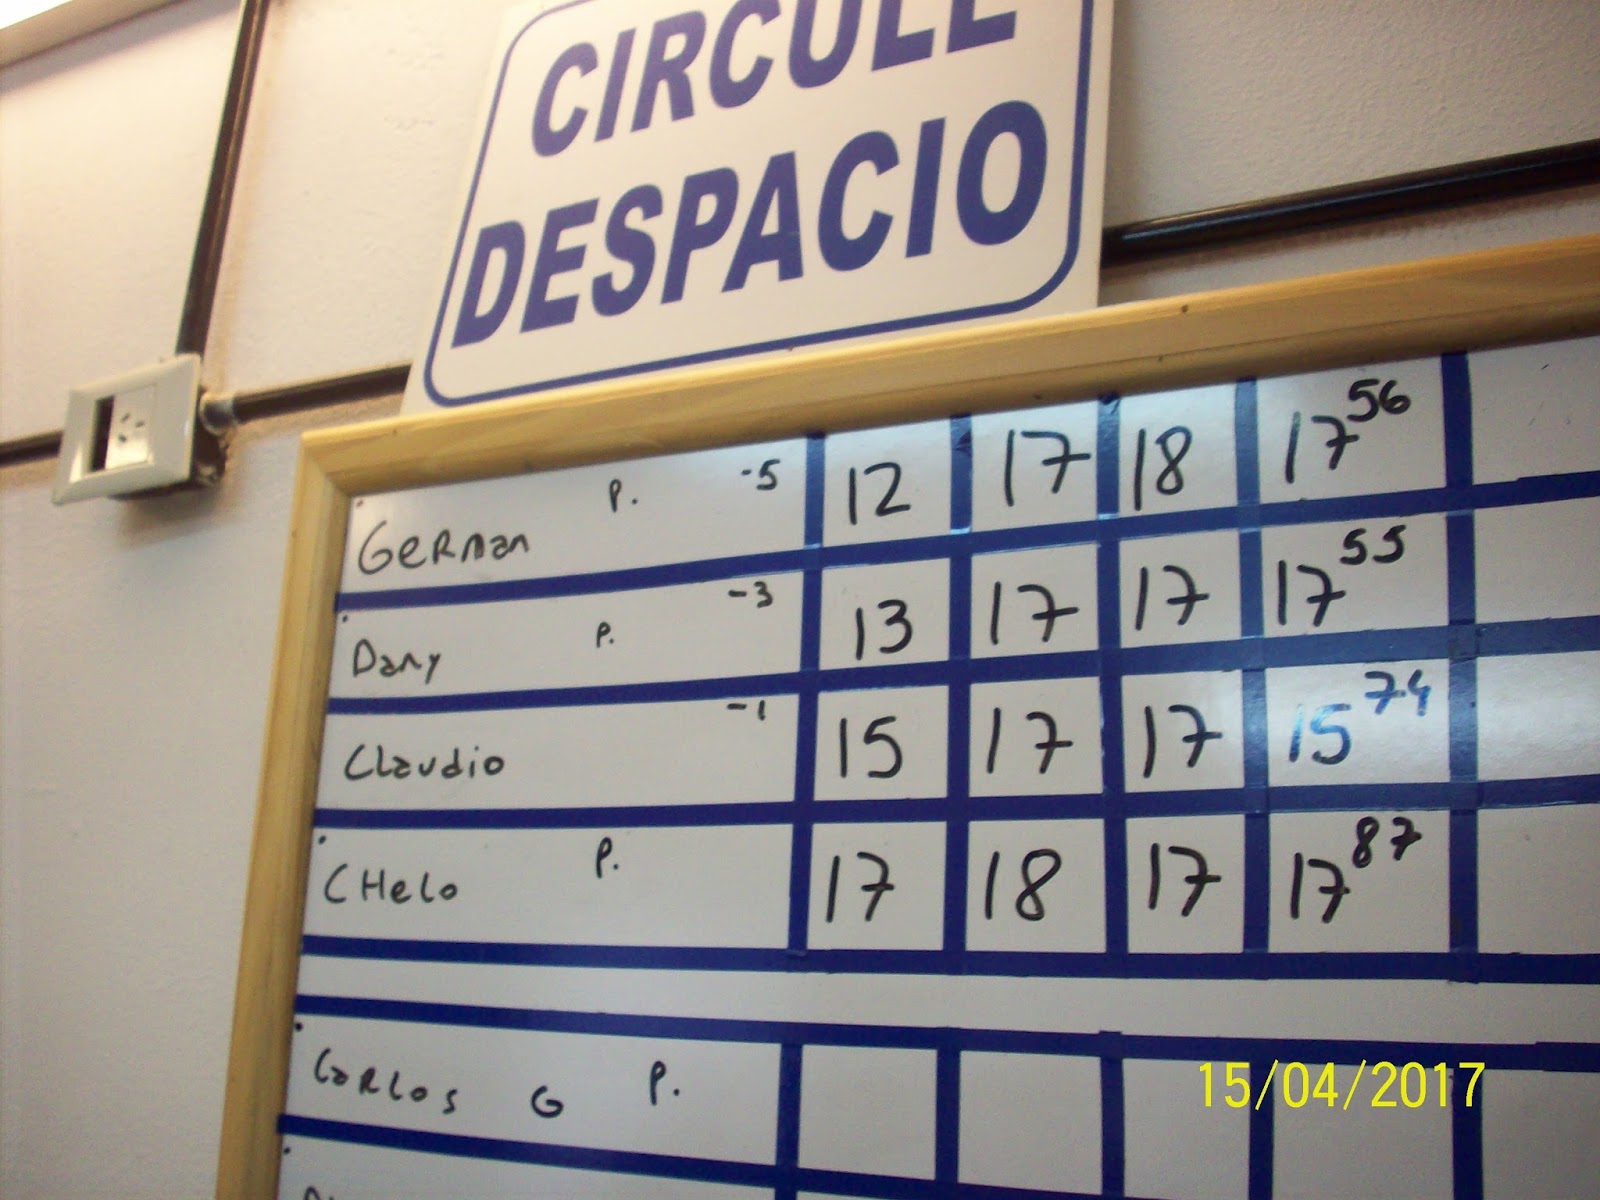 CIRCULE
DESPACIO
German P. -5 12 17 18 17 56
Dany P. -3 13 17 17 17 55
Claudio -1 15 17 17 15 74
CHelo P. 17 18 17 17 87
Carlos G P.
15/04/2017